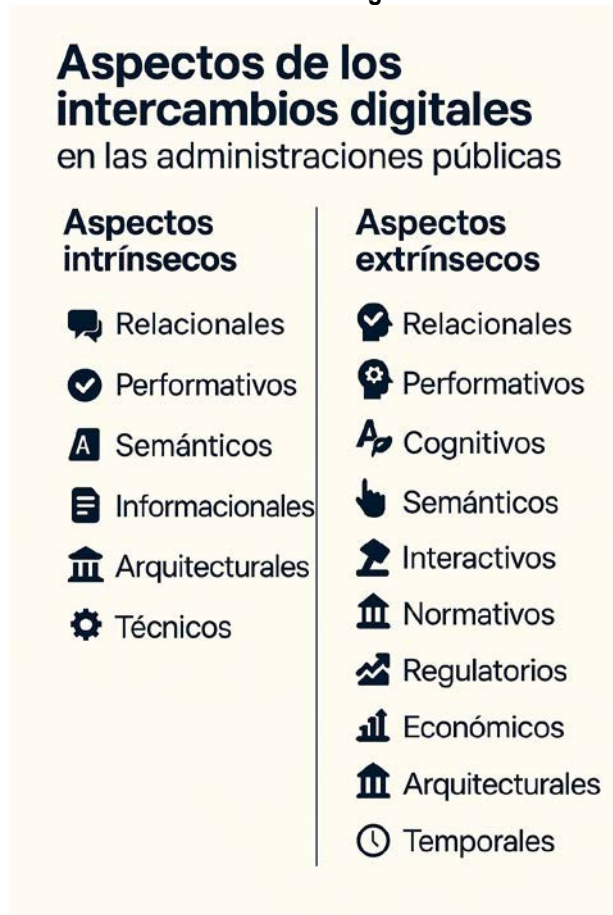 Aspectos de los
intercambios digitales
en las administraciones públicas
Aspectos
intrínsecos
Relacionales
Performativos
Semánticos
Informacionales
Arquitecturales
Técnicos
Aspectos
extrínsecos
Relacionales
Performativos
Cognitivos
Semánticos
Interactivos
Normativos
Regulatorios
Económicos
Arquitecturales
Temporales